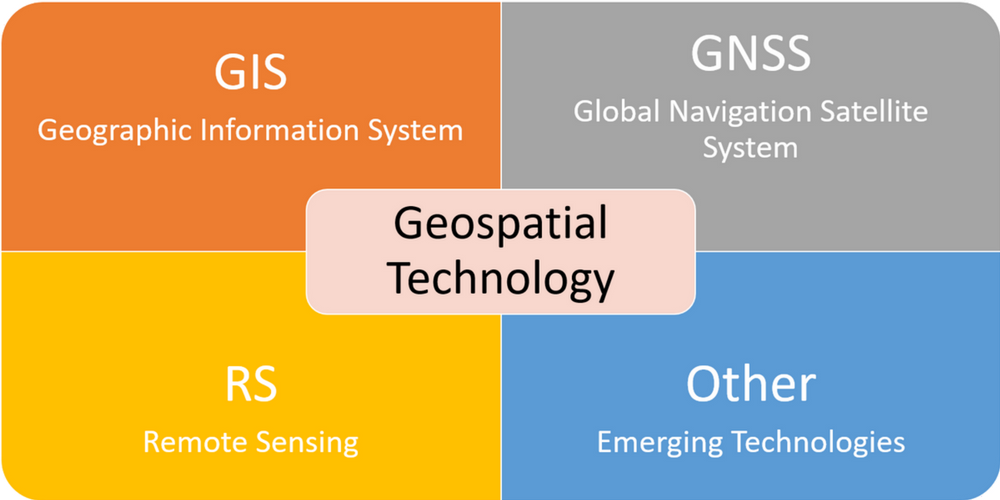 GIS
Geographic Information System
GNSS
Global Navigation Satellite
System
Geospatial
Technology
RS
Remote Sensing
Other
Emerging Technologies